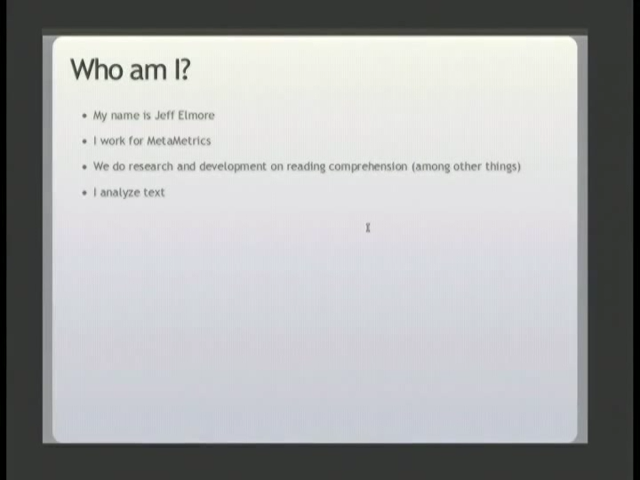 Who am I?
• My name is Jeff Elmore
• I work for MetaMetrics
• We do research and development on reading comprehension (among other things)
• I analyze text